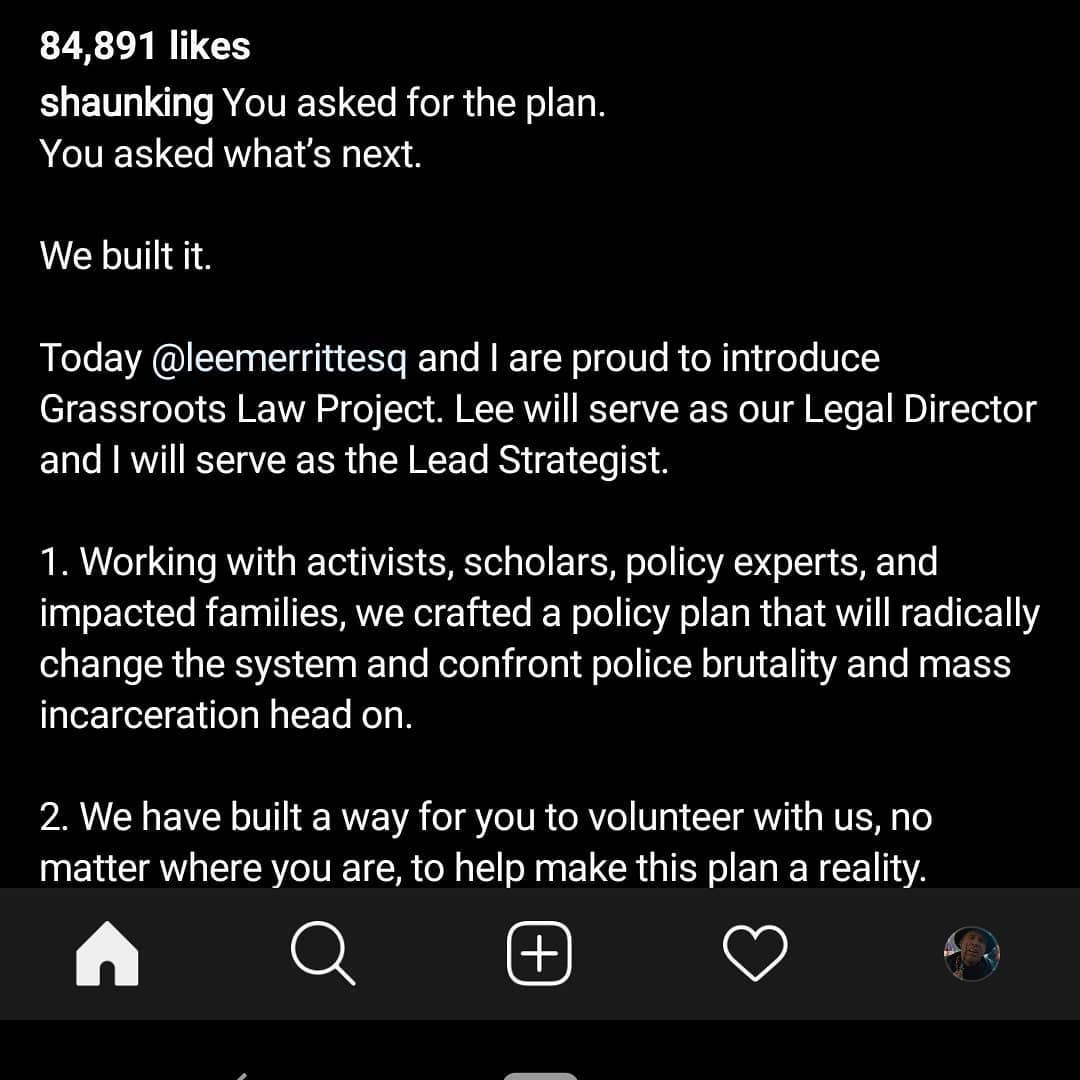 84,891 likes
shaunking You asked for the plan.
You asked what’s next.
We built it.
Today @leemerrittesq and I are proud to introduce
Grassroots Law Project. Lee will serve as our Legal Director
and I will serve as the Lead Strategist.
1. Working with activists, scholars, policy experts, and
impacted families, we crafted a policy plan that will radically
change the system and confront police brutality and mass
incarceration head on.
2. We have built a way for you to volunteer with us, no
matter where you are, to help make this plan a reality.